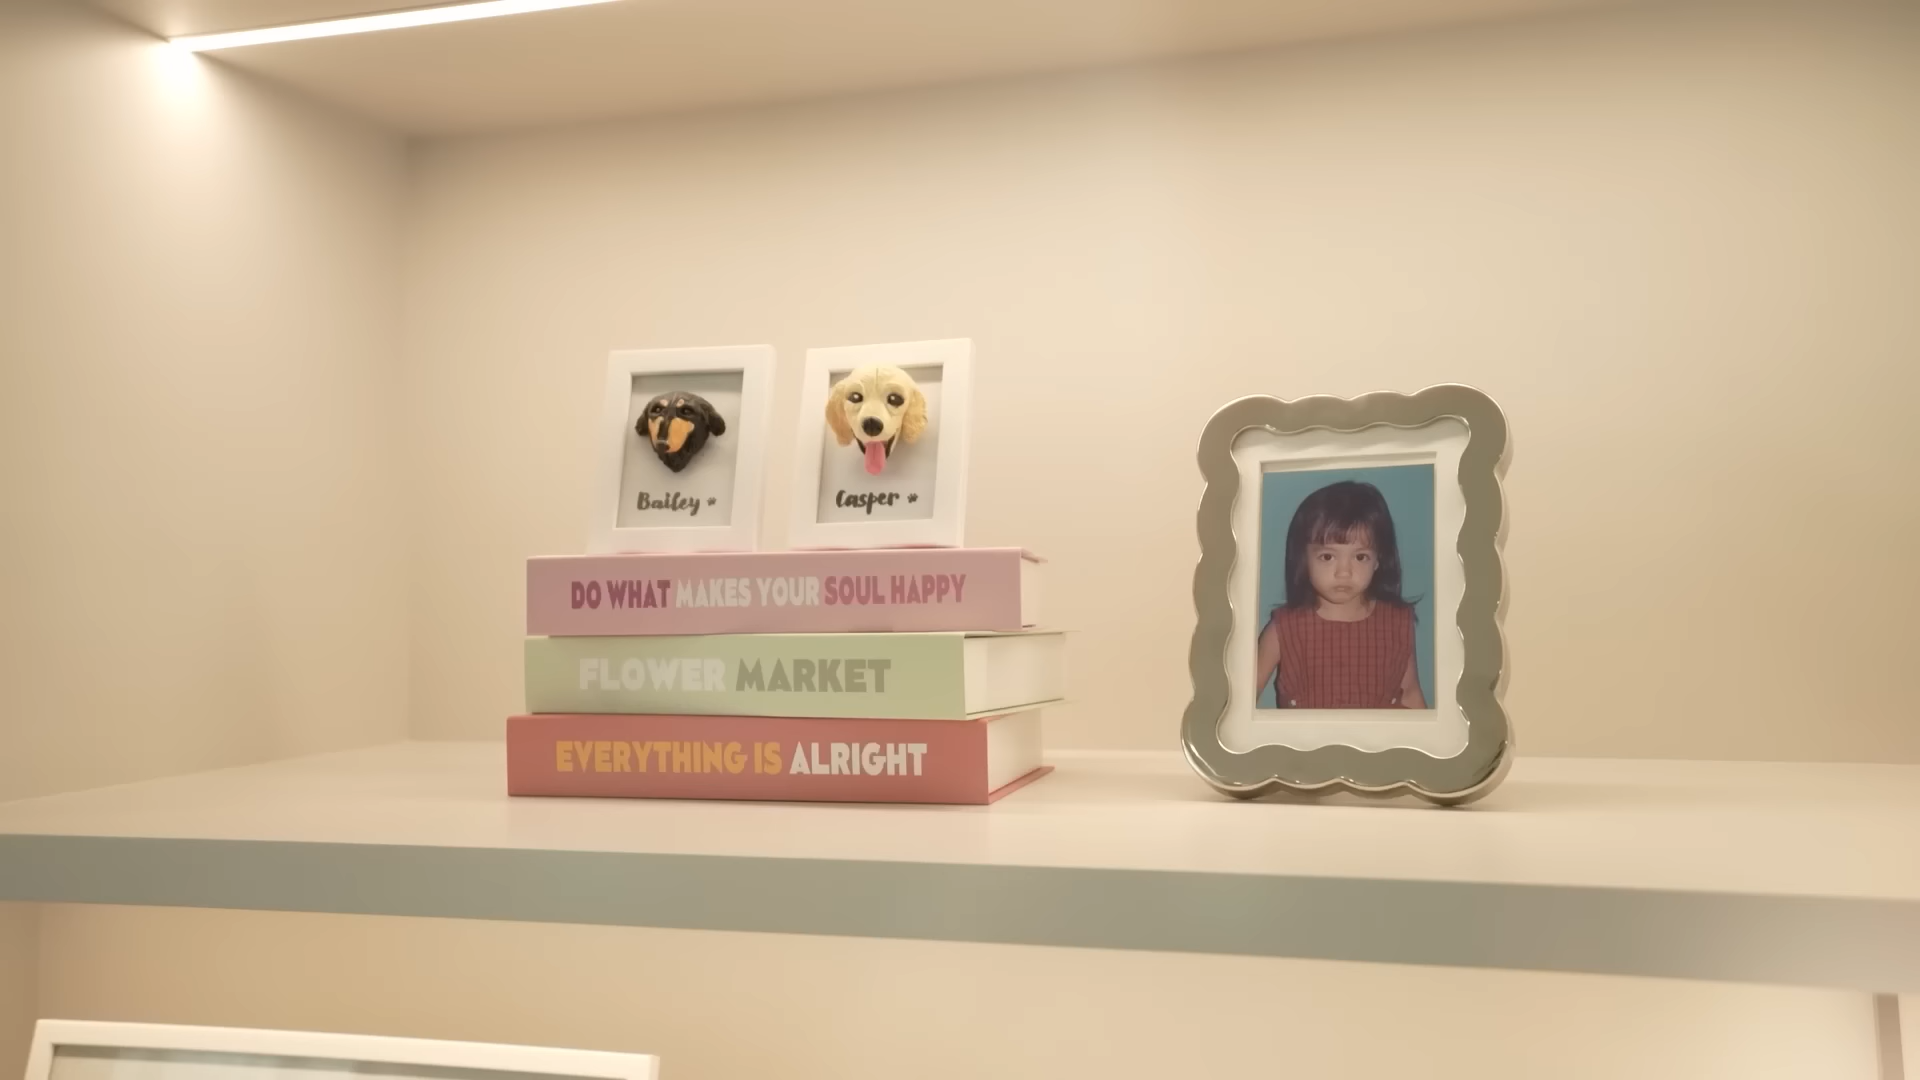 Bailey
Casper
DO WHAT MAKES YOUR SOUL HAPPY
FLOWER MARKET
EVERYTHING IS ALRIGHT